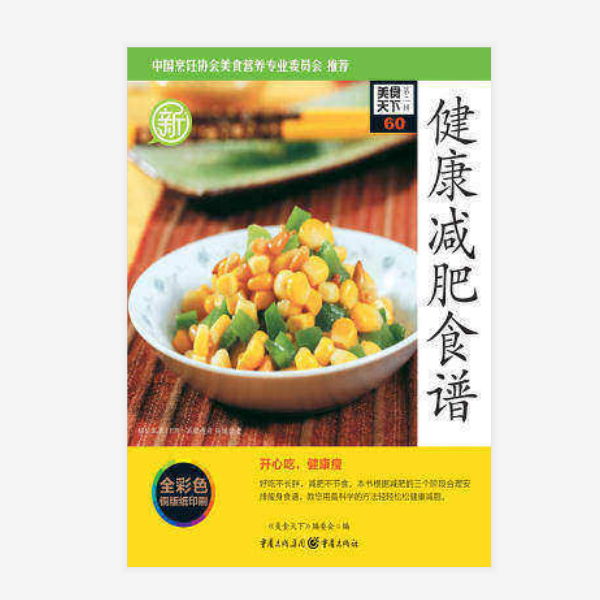 中国烹饪协会美食营养专业委员会 推荐
新
美食
天下
60
健康减肥食谱
全彩色
铜版纸印刷
开心吃，健康瘦
好吃不长胖，减肥不节食。本书根据减肥的三个阶段合理安
排瘦身食谱，教您用最科学的方法轻轻松松健康减脂。
《美食天下》编委会◎编
重庆出版集团 重庆出版社